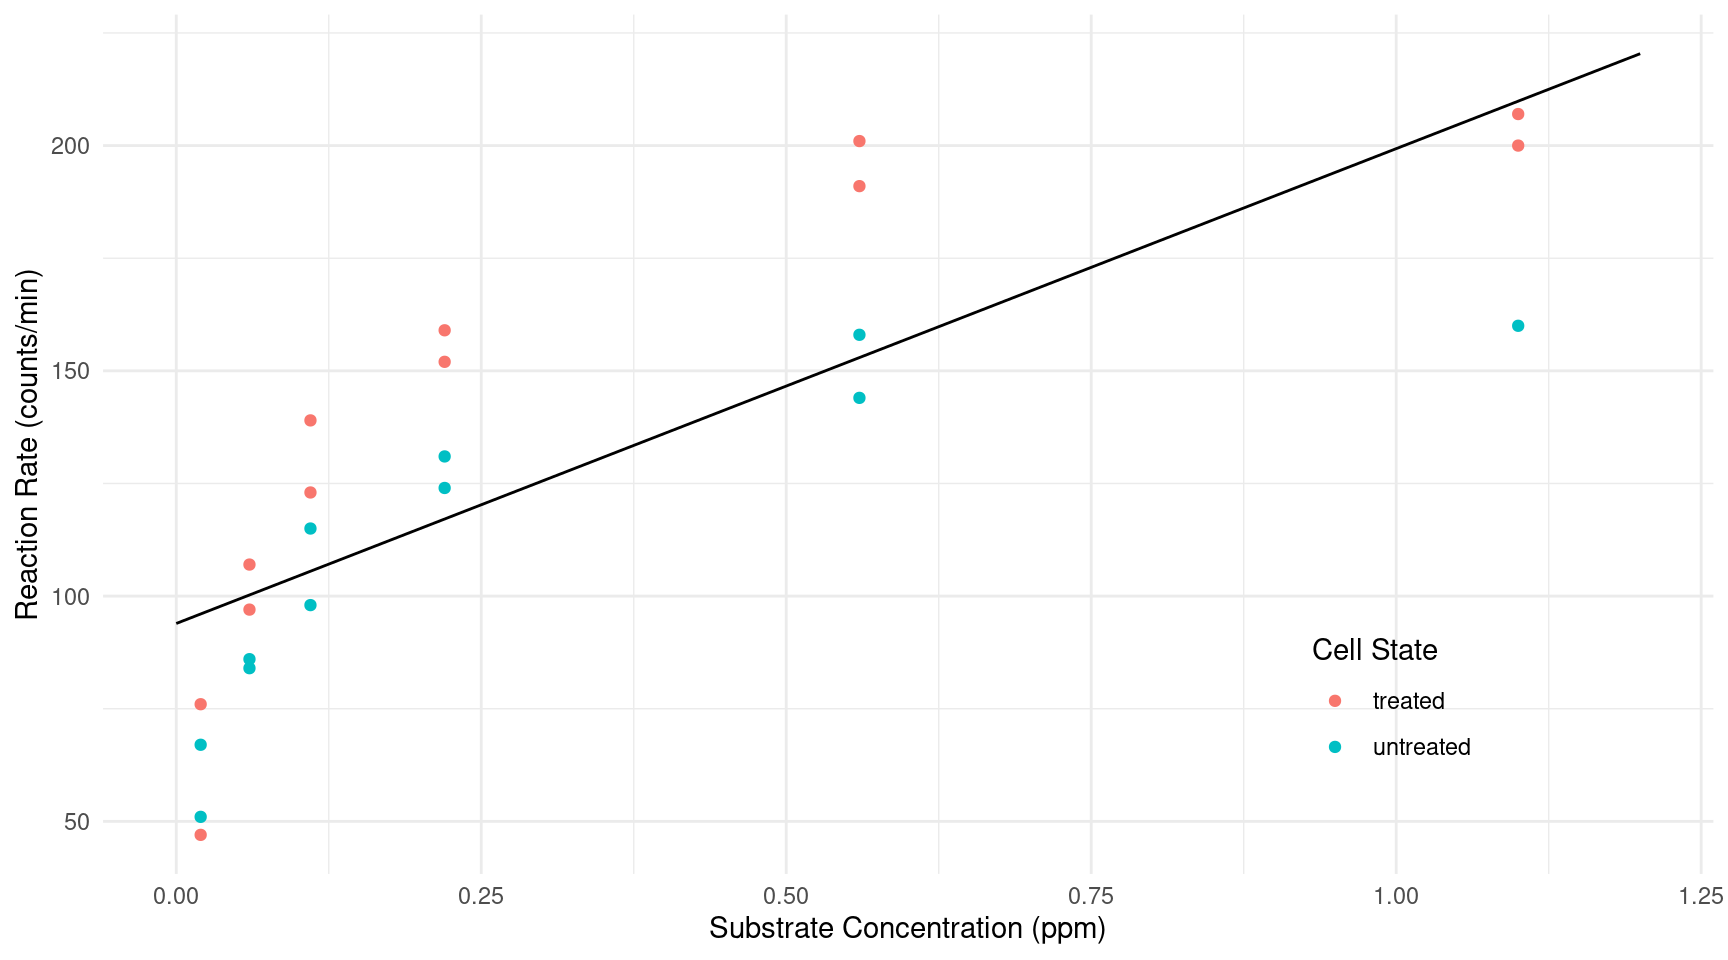 Reaction Rate (counts/min)
200
150
100
50
Cell State
treated
untreated
0.00 0.25 0.50 0.75 1.00 1.25
Substrate Concentration (ppm)